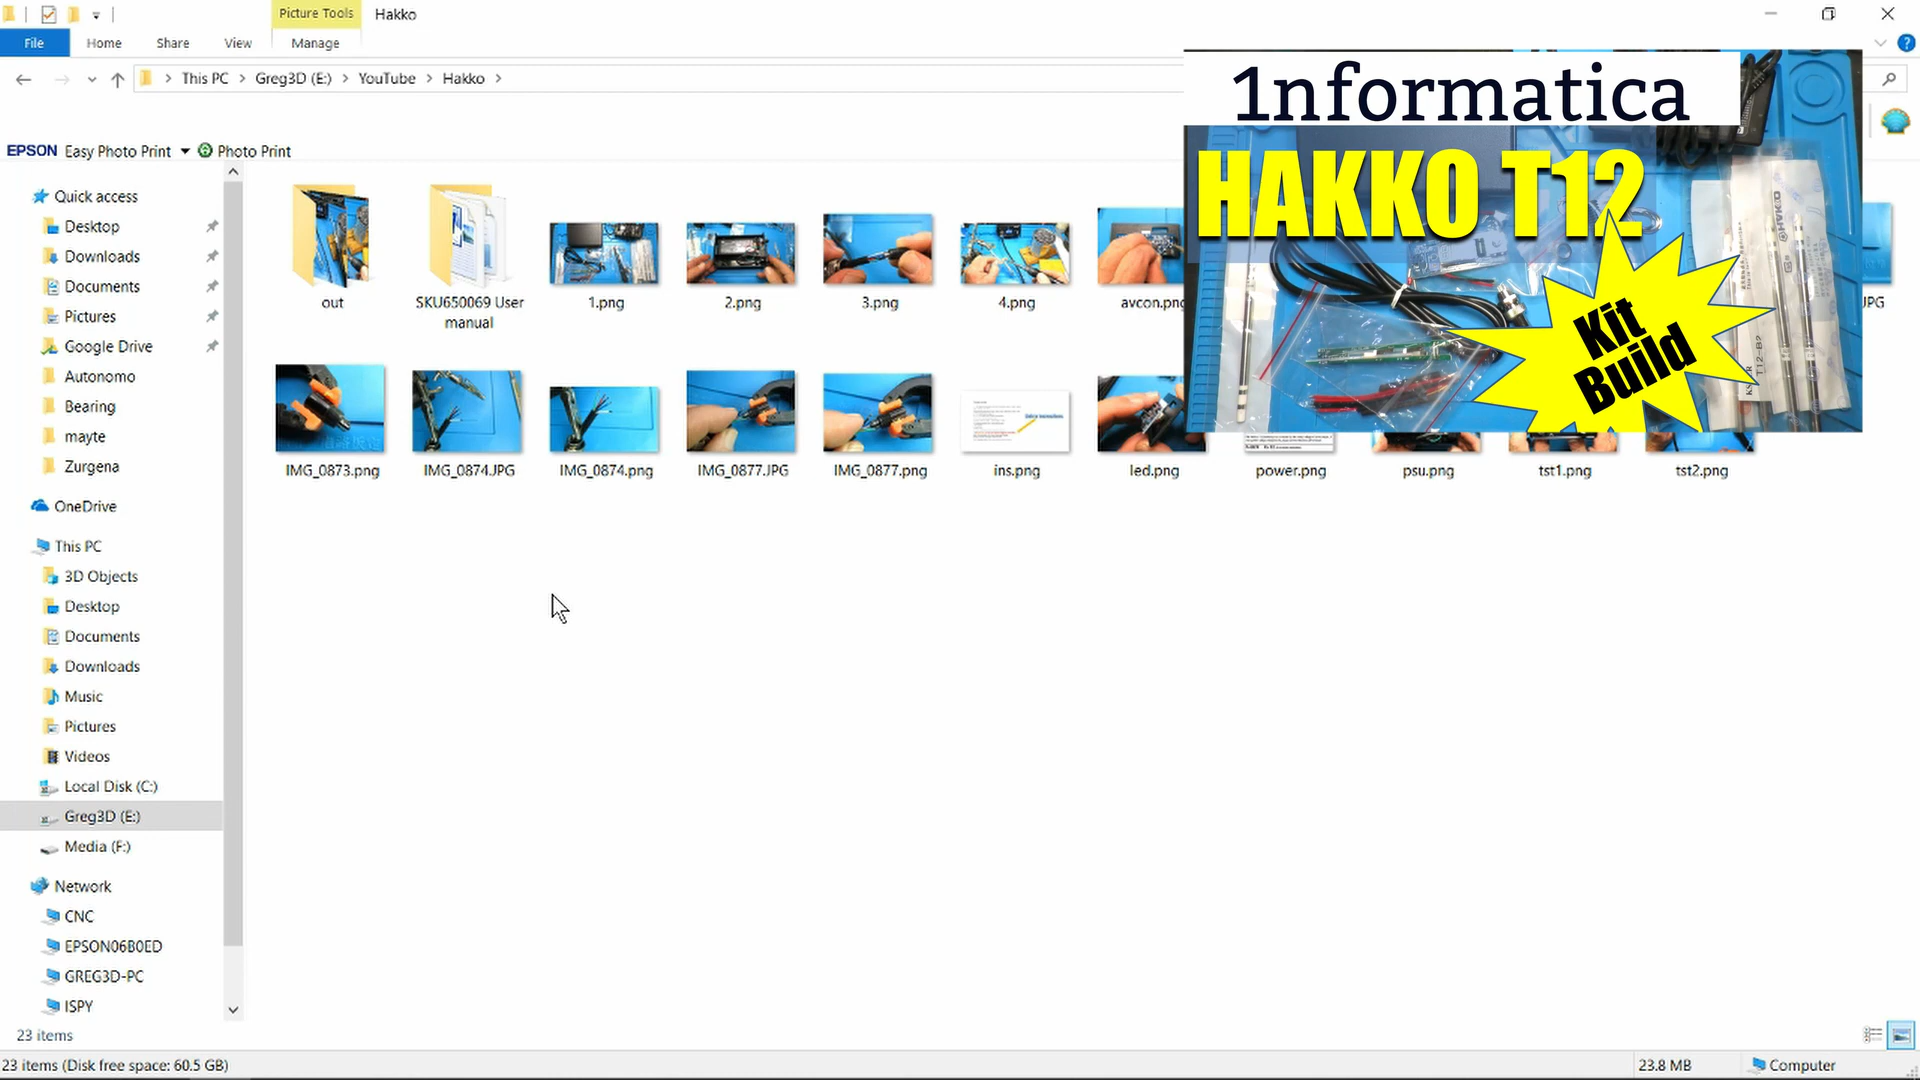 Picture Tools
Hakko
File
Home
Share
View
Manage
This PC
Greg3D (E:)
YouTube
Hakko
EPSON Easy Photo Print
Photo Print
Quick access
Desktop
Downloads
Documents
Pictures
Google Drive
Autonomo
Bearing
mayte
Zurgena
OneDrive
This PC
3D Objects
Desktop
Documents
Downloads
Music
Pictures
Videos
Local Disk (C:)
Greg3D (E:)
Media (F:)
Network
CNC
EPSON06B0ED
GREG3D-PC
ISPY
out
SKU650069 User
manual
1.png
2.png
3.png
4.png
avcon.png
IMG_0873.png
IMG_0874.JPG
IMG_0874.png
IMG_0877.JPG
IMG_0877.png
ins.png
led.png
power.png
psu.png
tst1.png
tst2.png
1nformatica
HAKKO T12
Kit
Build
HAKKO
23 items
23 items (Disk free space: 60.5 GB)
23.8 MB
Computer